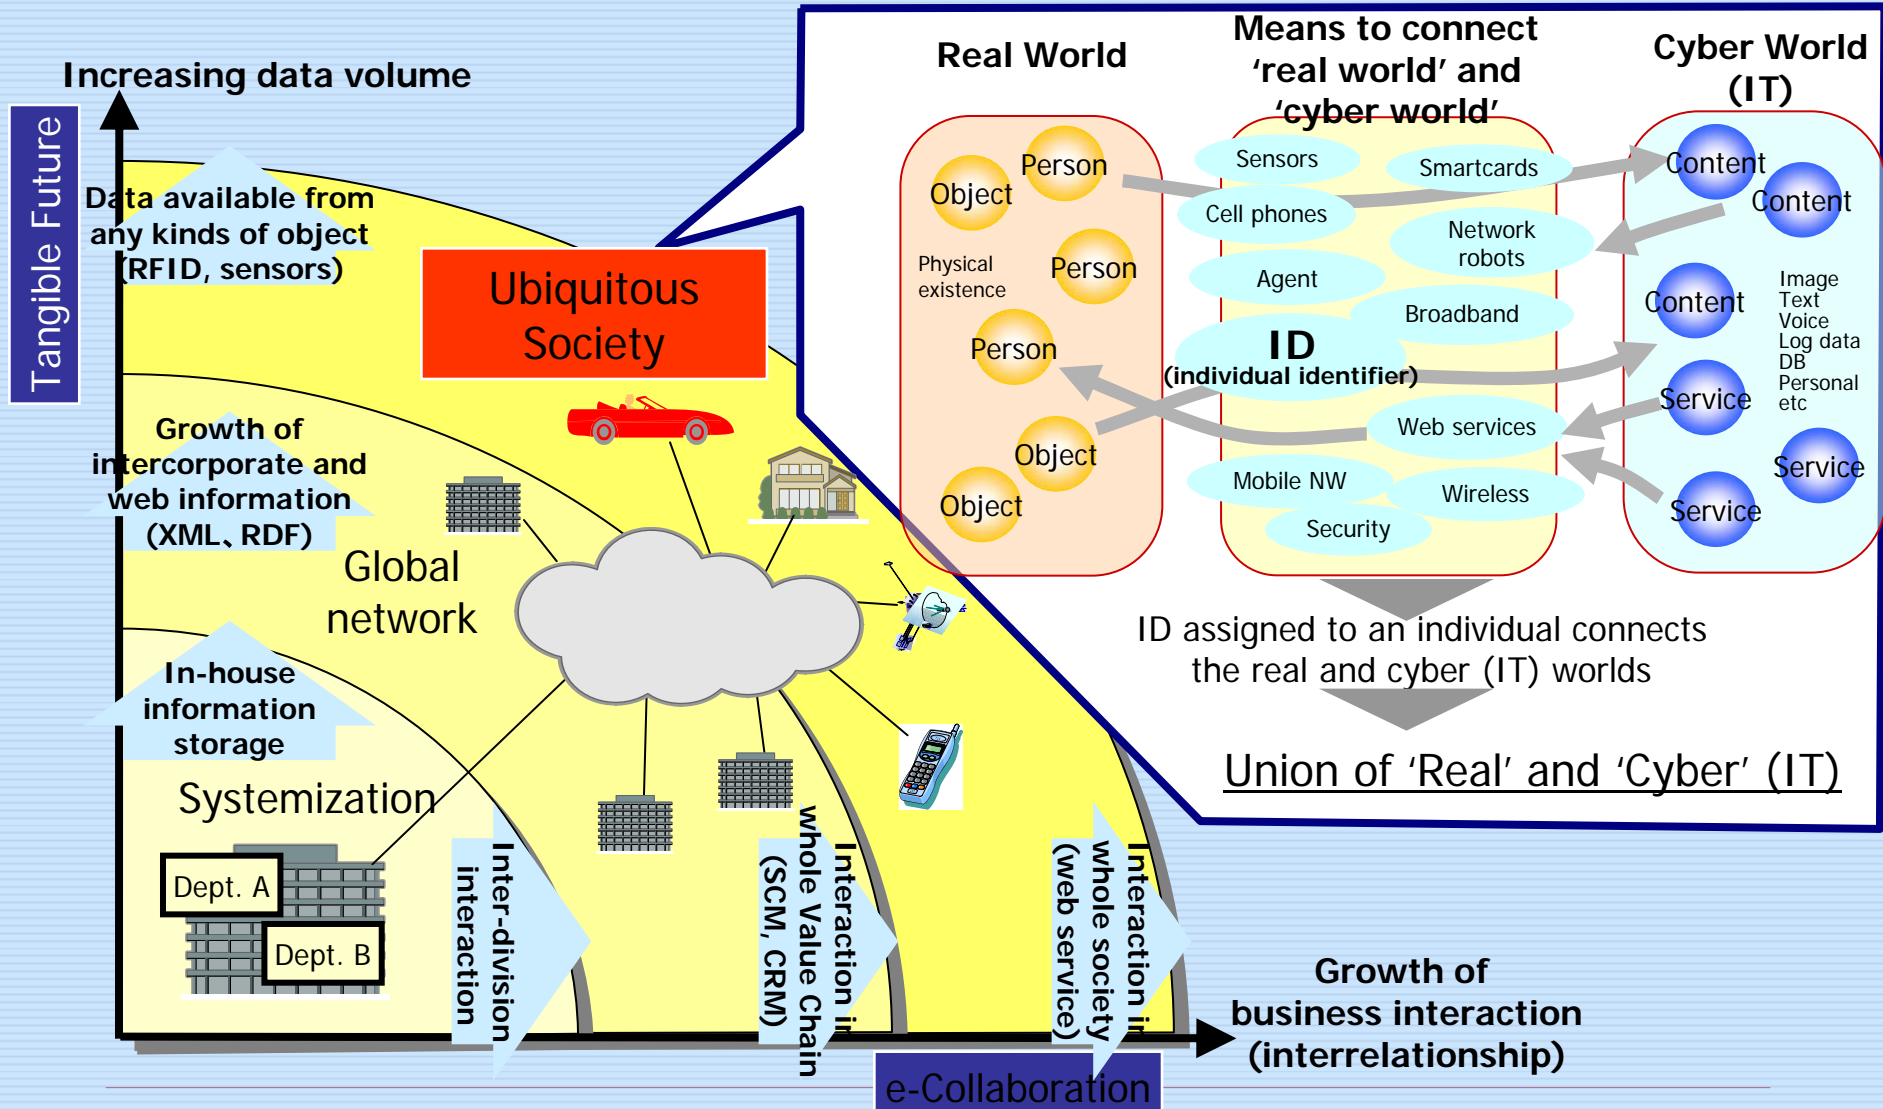 Increasing data volume
Tangible Future
Data available from
any kinds of object
(RFID, sensors)
Growth of
intercorporate and
web information
(XML、RDF)
In-house
information
storage
Ubiquitous
Society
Global
network
Systemization
Dept. A
Dept. B
Inter-division
interaction
Interaction in
whole Value Chain
(SCM, CRM)
Interaction in
whole society
(web service)
Growth of
business interaction
(interrelationship)
e-Collaboration
Real World
Object
Person
Physical
existence
Person
Person
Object
Object
Means to connect
‘real world’ and
‘cyber world’
Sensors
Smartcards
Cell phones
Network
robots
Agent
Broadband
ID
(individual identifier)
Web services
Mobile NW
Wireless
Security
Cyber World
(IT)
Content
Content
Content
Image
Text
Voice
Log data
DB
Personal
etc
Service
Service
Service
ID assigned to an individual connects
the real and cyber (IT) worlds
Union of ‘Real’ and ‘Cyber’ (IT)